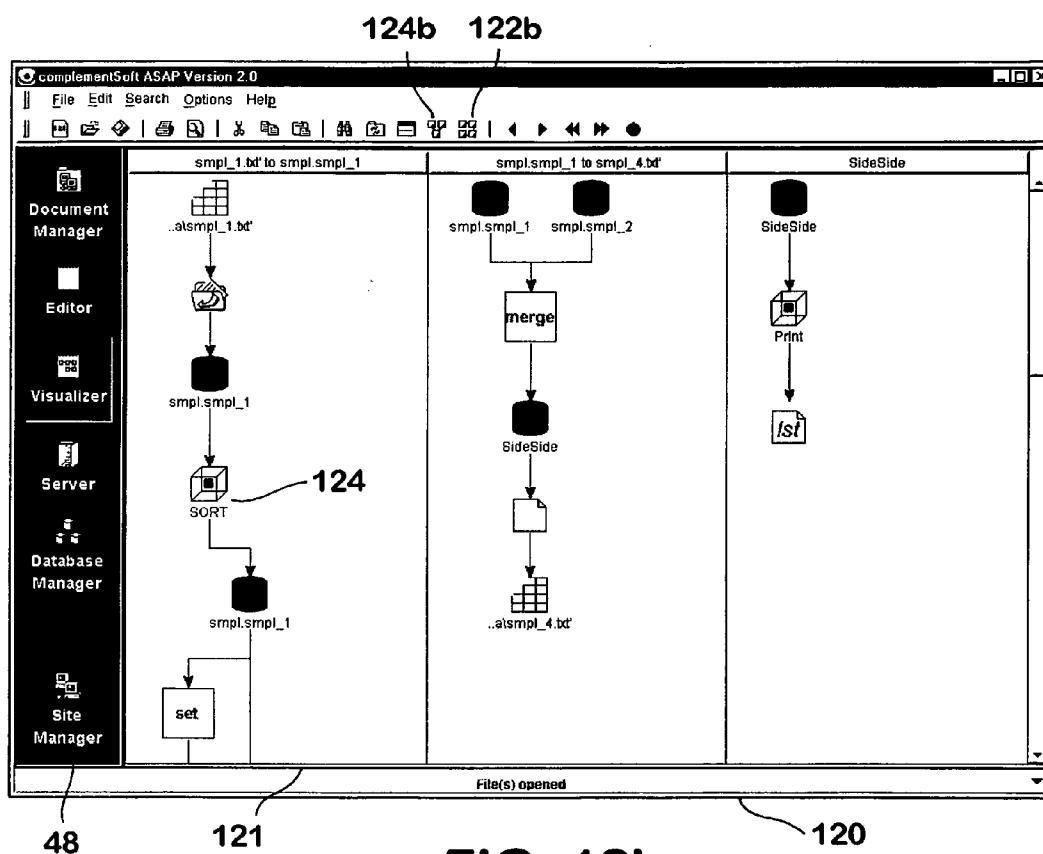 124b 122b
complementSoft ASAP Version 2.0
File Edit Search Options Help
smpl_1.txt' to smpl.smpl_1
smpl.smpl_1 to smpl_4.txt'
SideSide
Document
Manager
Editor
Visualizer
Server
Database
Manager
Site
Manager
..a\smpl_1.txt'
smpl.smpl_1
SORT
124
smpl.smpl_1
set
smpl.smpl_1 smpl.smpl_2
merge
SideSide
..a\smpl_4.txt'
SideSide
Print
lst
File(s) opened
48
121
120